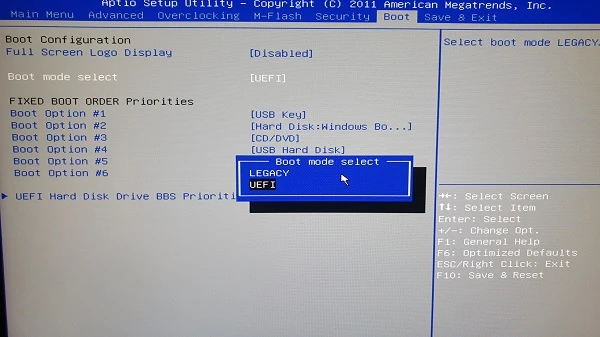 Aptio Setup Utility - Copyright (C) 2011 American Megatrends, Inc.
Main Menu Advanced Overclocking M-Flash Security Boot Save & Exit
Boot Configuration
Full Screen Logo Display [Disabled]
Boot mode select [UEFI]
FIXED BOOT ORDER Priorities
Boot Option #1 [USB Key]
Boot Option #2 [Hard Disk:Windows Bo...]
Boot Option #3 [CD/DVD]
Boot Option #4 [USB Hard Disk]
Boot Option #5
Boot Option #6
UEFI Hard Disk Drive BBS Prioriti
Boot mode select
LEGACY
UEFI
Select boot mode LEGACY
→←: Select Screen
↑↓: Select Item
Enter: Select
+/-: Change Opt.
F1: General Help
F6: Optimized Defaults
ESC/Right Click: Exit
F10: Save & Reset